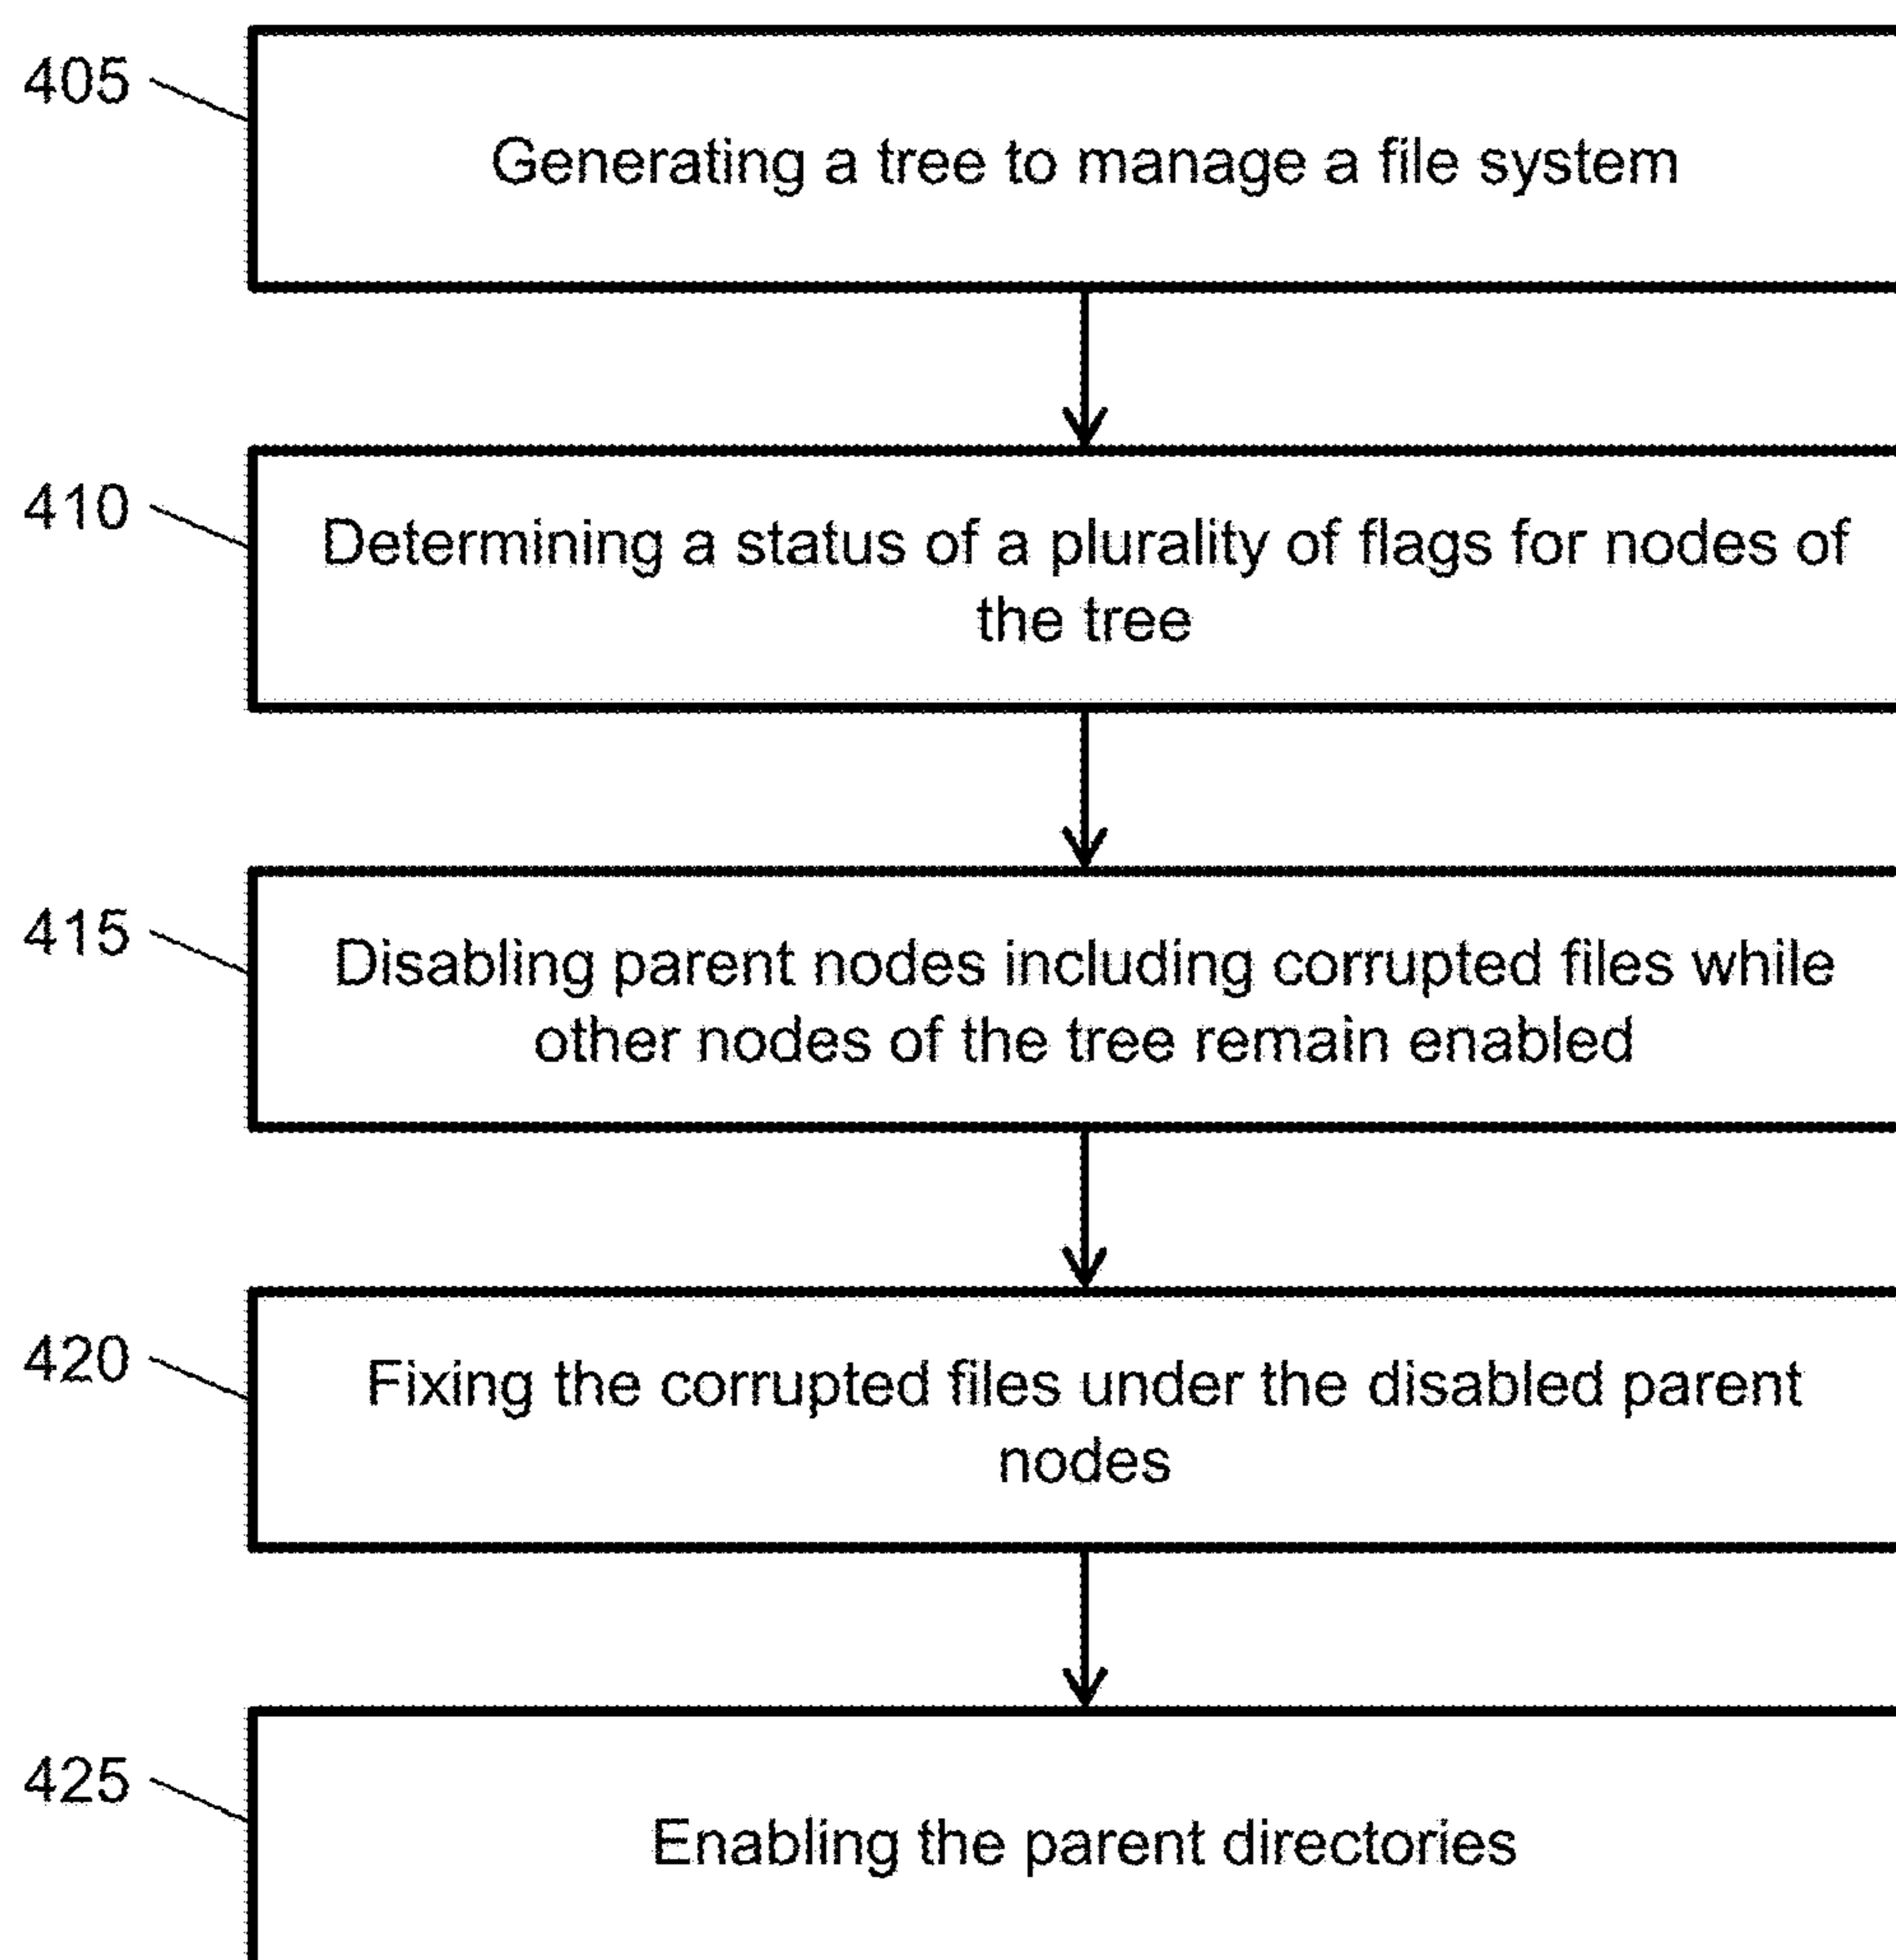 405
Generating a tree to manage a file system
410
Determining a status of a plurality of flags for nodes of
the tree
415
Disabling parent nodes including corrupted files while
other nodes of the tree remain enabled
420
Fixing the corrupted files under the disabled parent
nodes
425
Enabling the parent directories